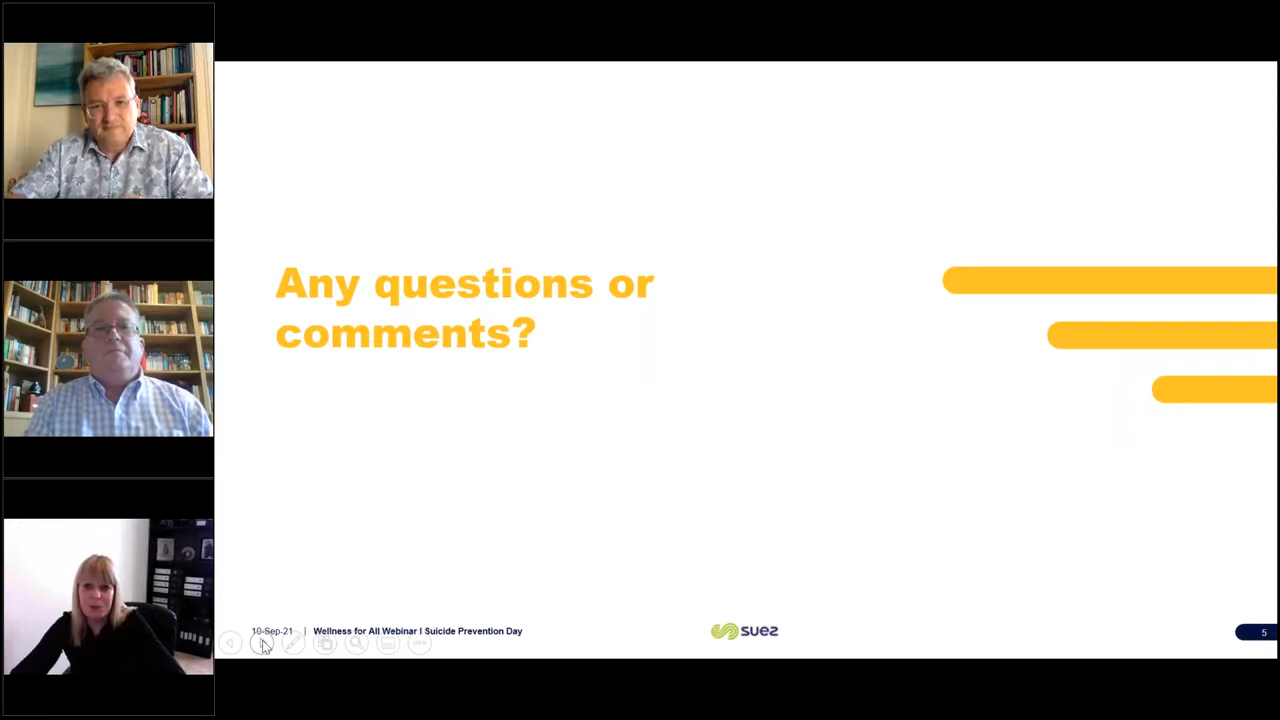 Any questions or
comments?
10-Sep-21 | Wellness for All Webinar I Suicide Prevention Day
suez
5